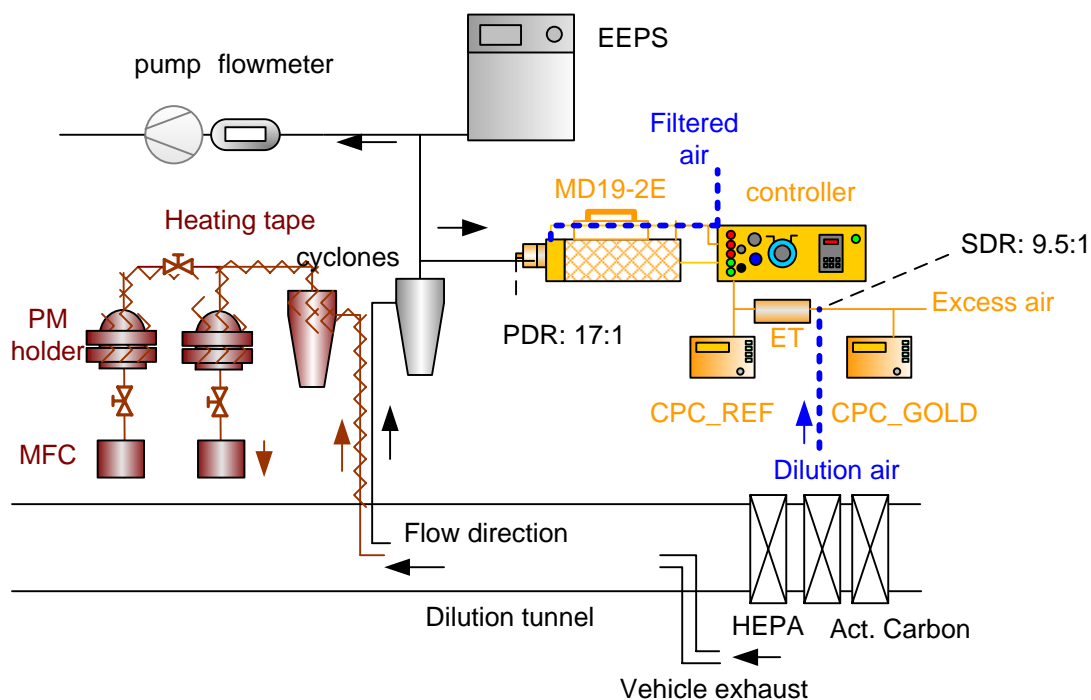 EEPS
pump flowmeter
Filtered
air
MD19-2E
controller
Heating tape
cyclones
SDR: 9.5:1
PM
holder
PDR: 17:1
ET
Excess air
CPC_REF
CPC_GOLD
MFC
Dilution air
Flow direction
Dilution tunnel
HEPA
Act. Carbon
Vehicle exhaust